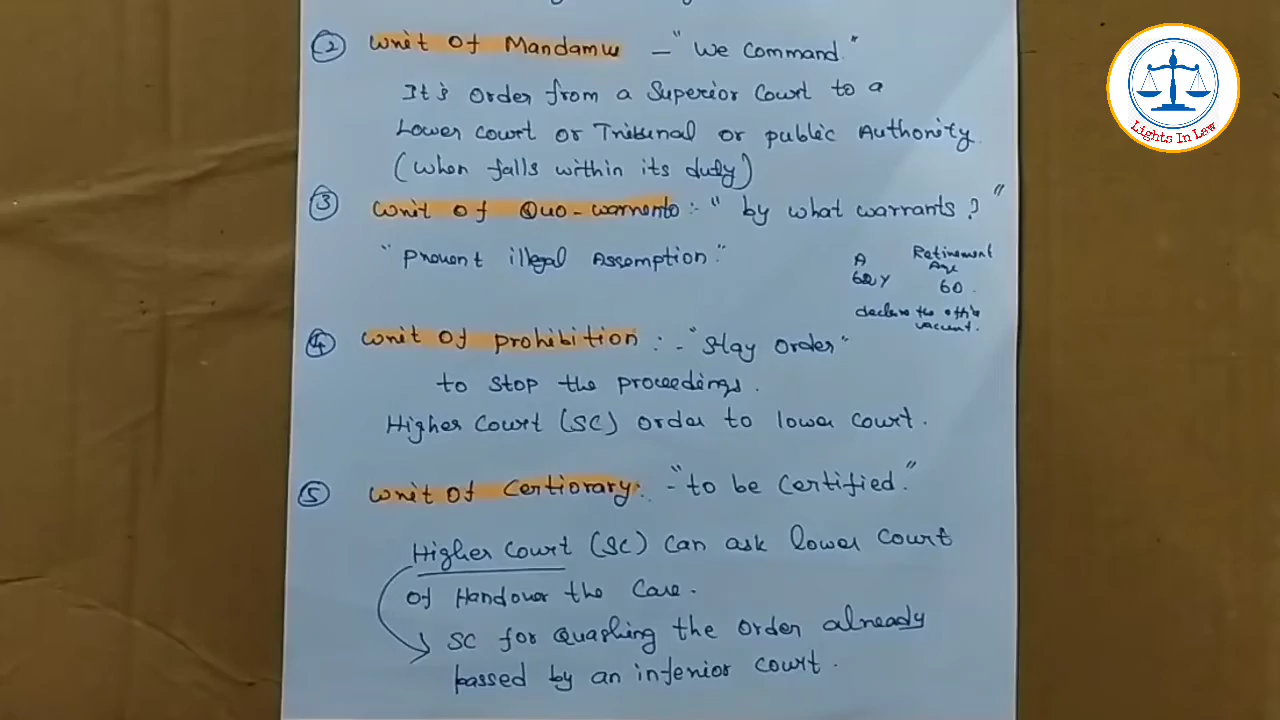 ② Writ Of Mandamus - "We Command"
It's Order from a Superior Court to a
Lower Court or Tribunal or public Authority.
(When falls within its duty)
③ Writ Of Quo-warrento :- "by what warrants?"
"Prevent illegal Assomption"
A
62y
Retirement
Age
60
declare the office
vaccent.
④ Writ Of prohibition :- "Stay Order"
to stop the proceedings.
Higher Court (SC) Order to lower court.
⑤ Writ Of Certiorary: - "to be Certified."
Higher Court (SC) Can ask lower court
Of Handover the Case.
SC for Quashing the order already
passed by an inferior court.
Lights In Law